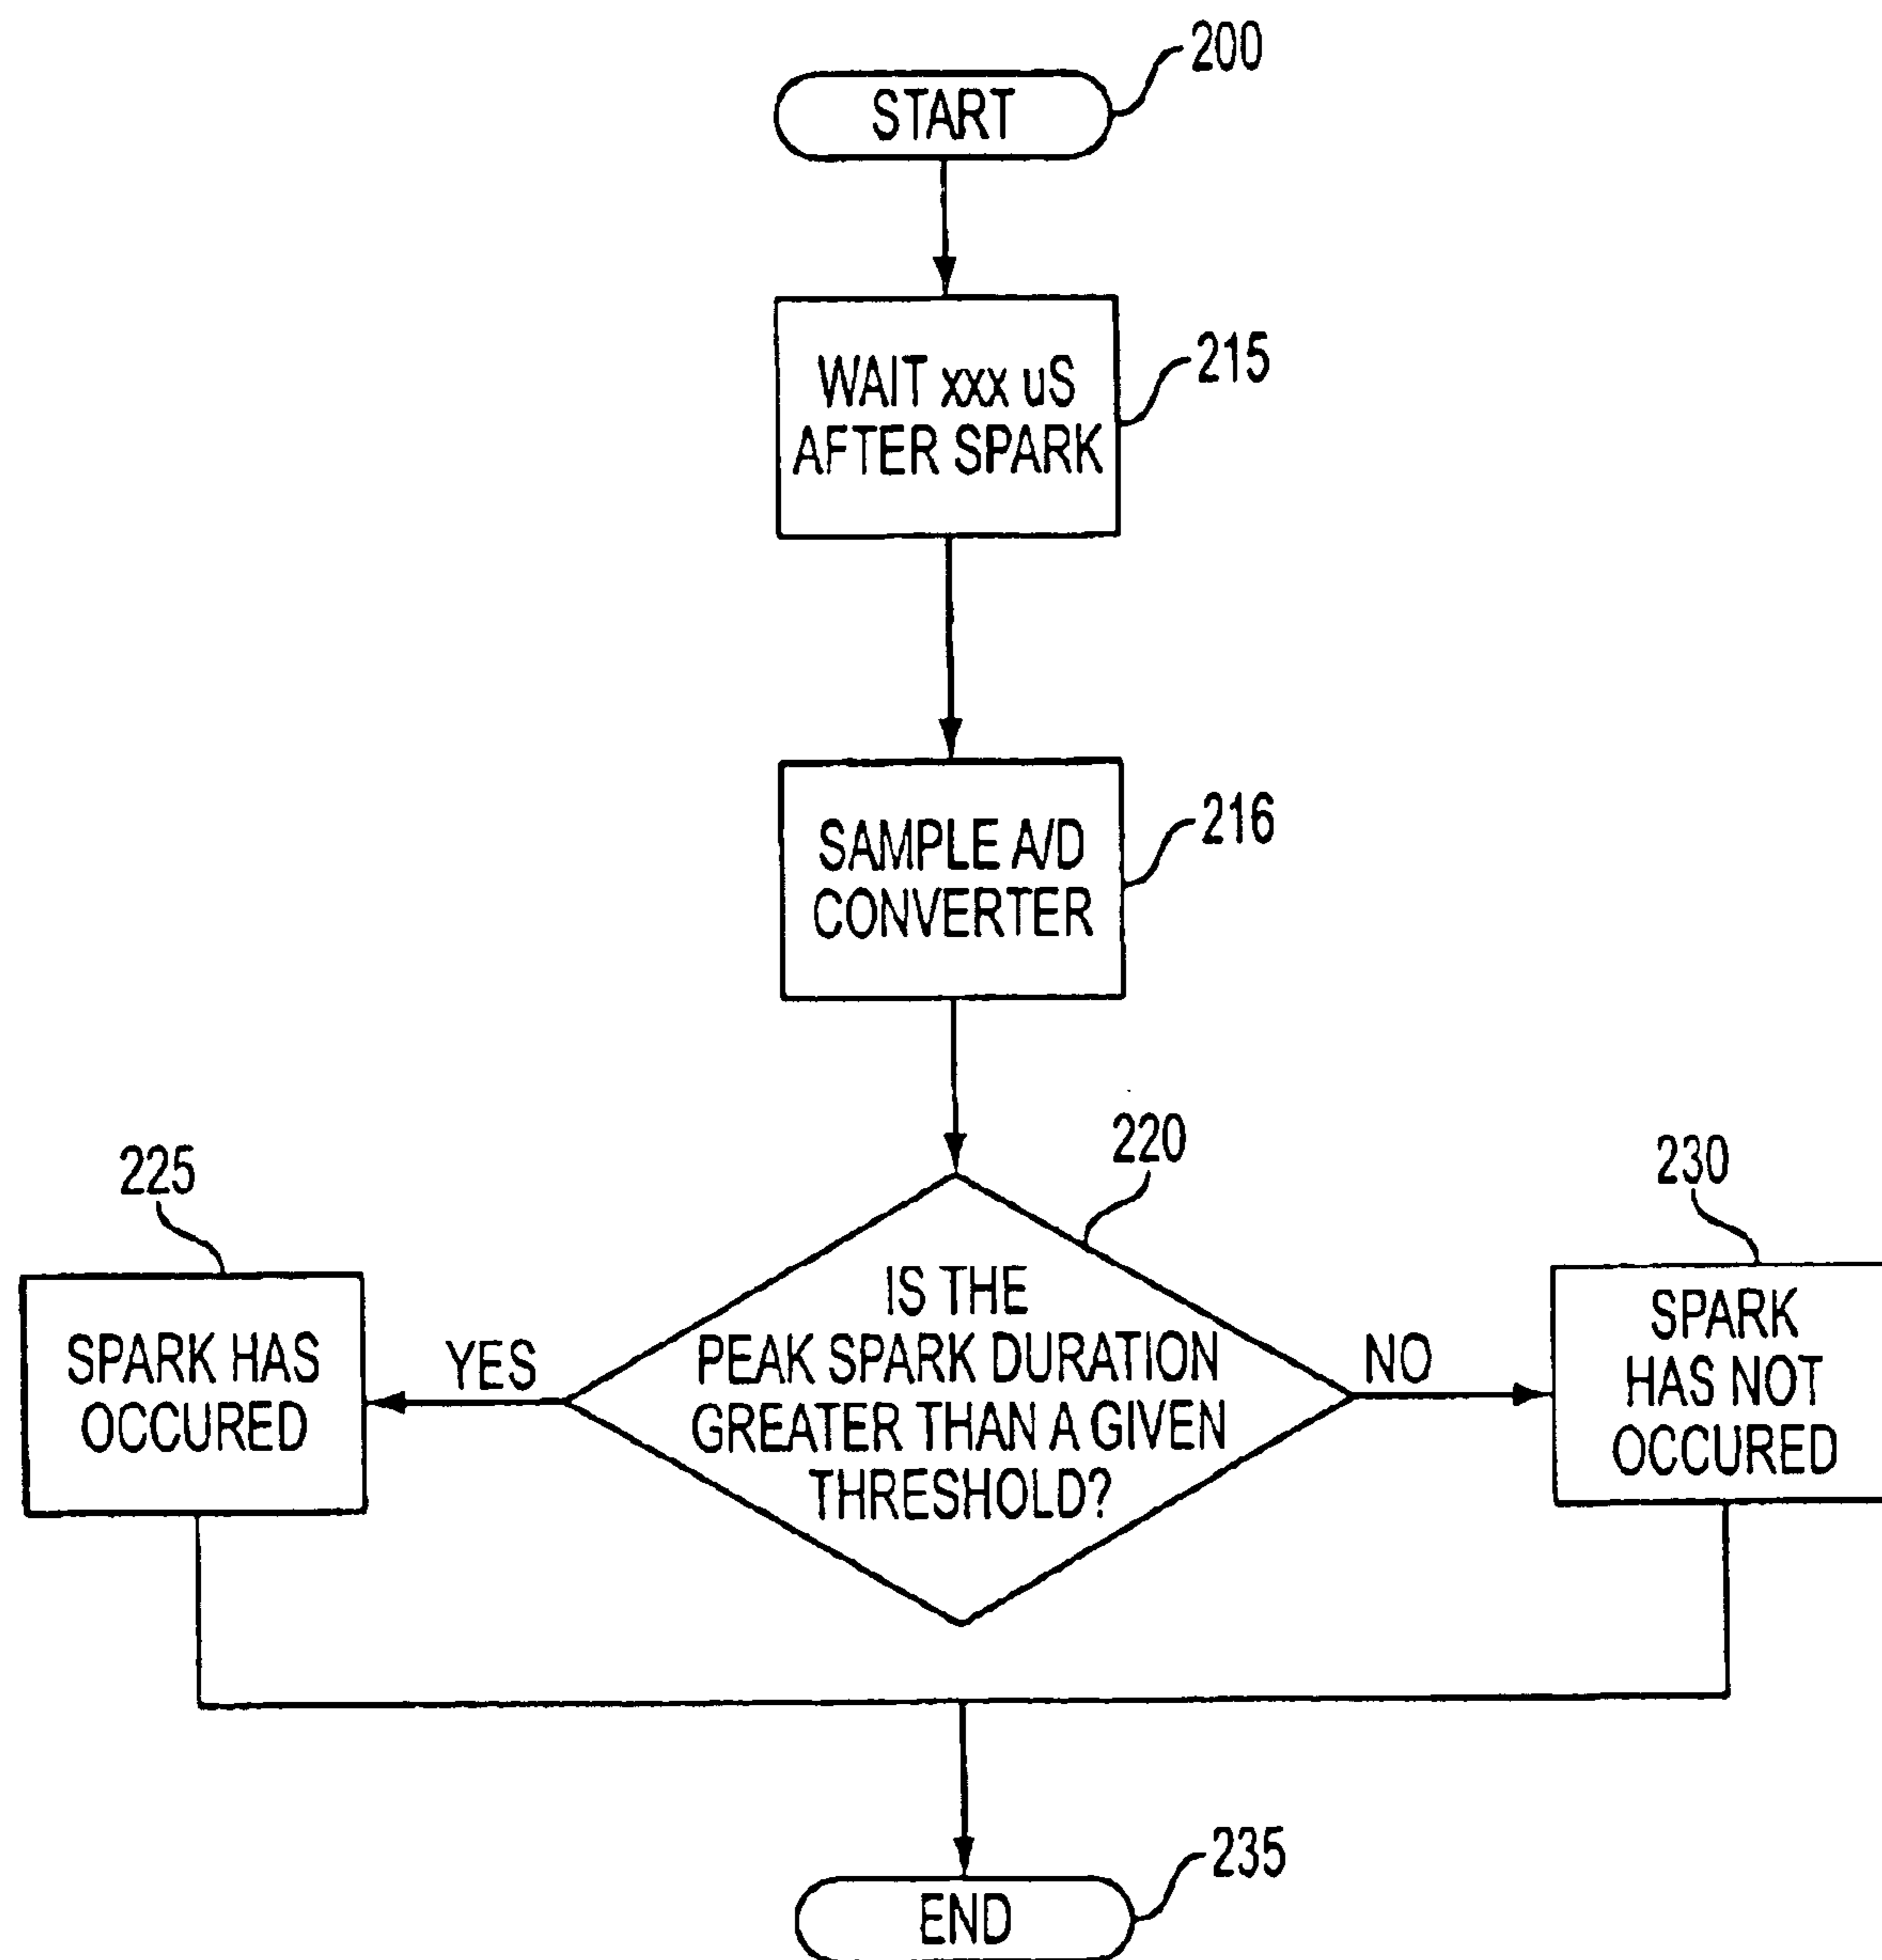 200
START
WAIT xxx uS
AFTER SPARK
215
SAMPLE A/D
CONVERTER
216
220
225
230
IS THE
PEAK SPARK DURATION
GREATER THAN A GIVEN
THRESHOLD?
YES
SPARK HAS
OCCURED
NO
SPARK
HAS NOT
OCCURED
235
END